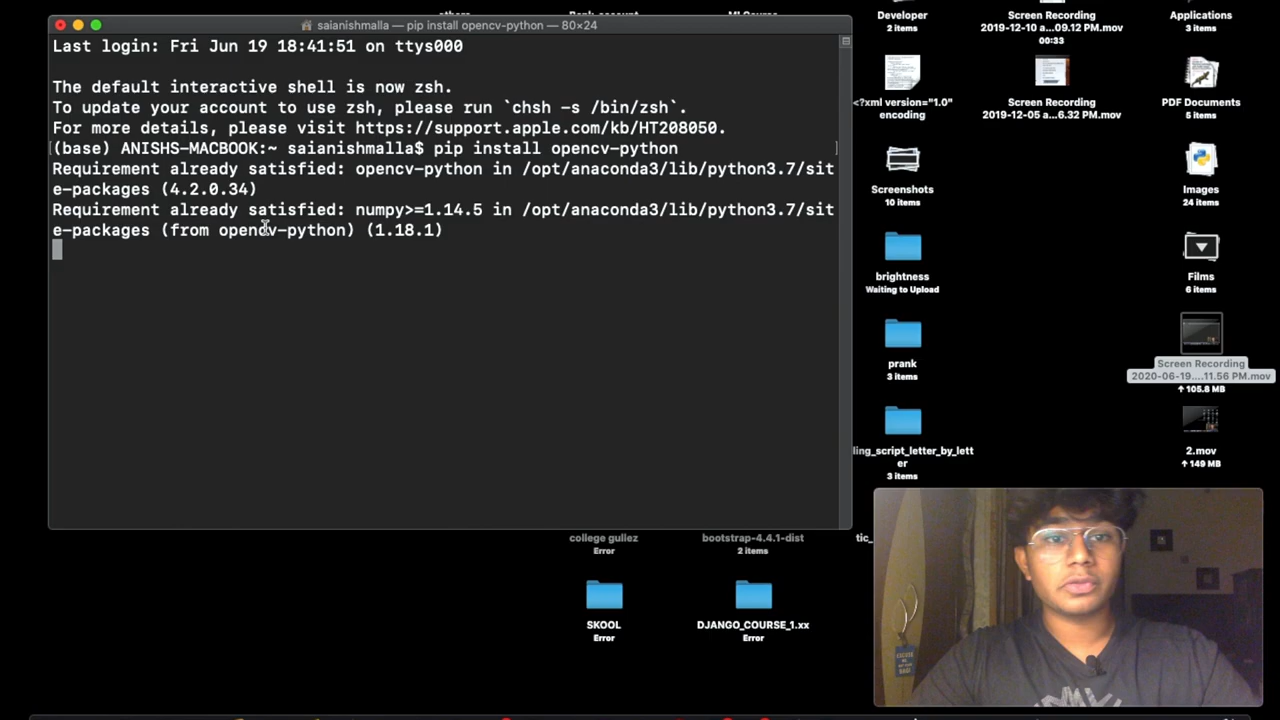 saianishmalla — pip install opencv-python — 80×24
Last login: Fri Jun 19 18:41:51 on ttys000
The default interactive shell is now zsh.
To update your account to use zsh, please run `chsh -s /bin/zsh`.
For more details, please visit https://support.apple.com/kb/HT208050.
[(base) ANISHS-MACBOOK:~ saianishmalla$ pip install opencv-python ]
Requirement already satisfied: opencv-python in /opt/anaconda3/lib/python3.7/sit
e-packages (4.2.0.34)
Requirement already satisfied: numpy>=1.14.5 in /opt/anaconda3/lib/python3.7/sit
e-packages (from opencv-python) (1.18.1)
Developer
2 items
Screen Recording
2019-12-10 a...09.12 PM.mov
00:33
Applications
3 items
<?xml version="1.0"
encoding
Screen Recording
2019-12-05 a...6.32 PM.mov
PDF Documents
5 items
Screenshots
10 items
Images
24 items
brightness
Waiting to Upload
Films
6 items
prank
3 items
Screen Recording
2020-06-19....11.56 PM.mov
↑ 105.8 MB
ling_script_letter_by_lett
er
3 items
2.mov
↑ 149 MB
college gullez
Error
bootstrap-4.4.1-dist
2 items
tic_
SKOOL
Error
DJANGO_COURSE_1.xx
Error